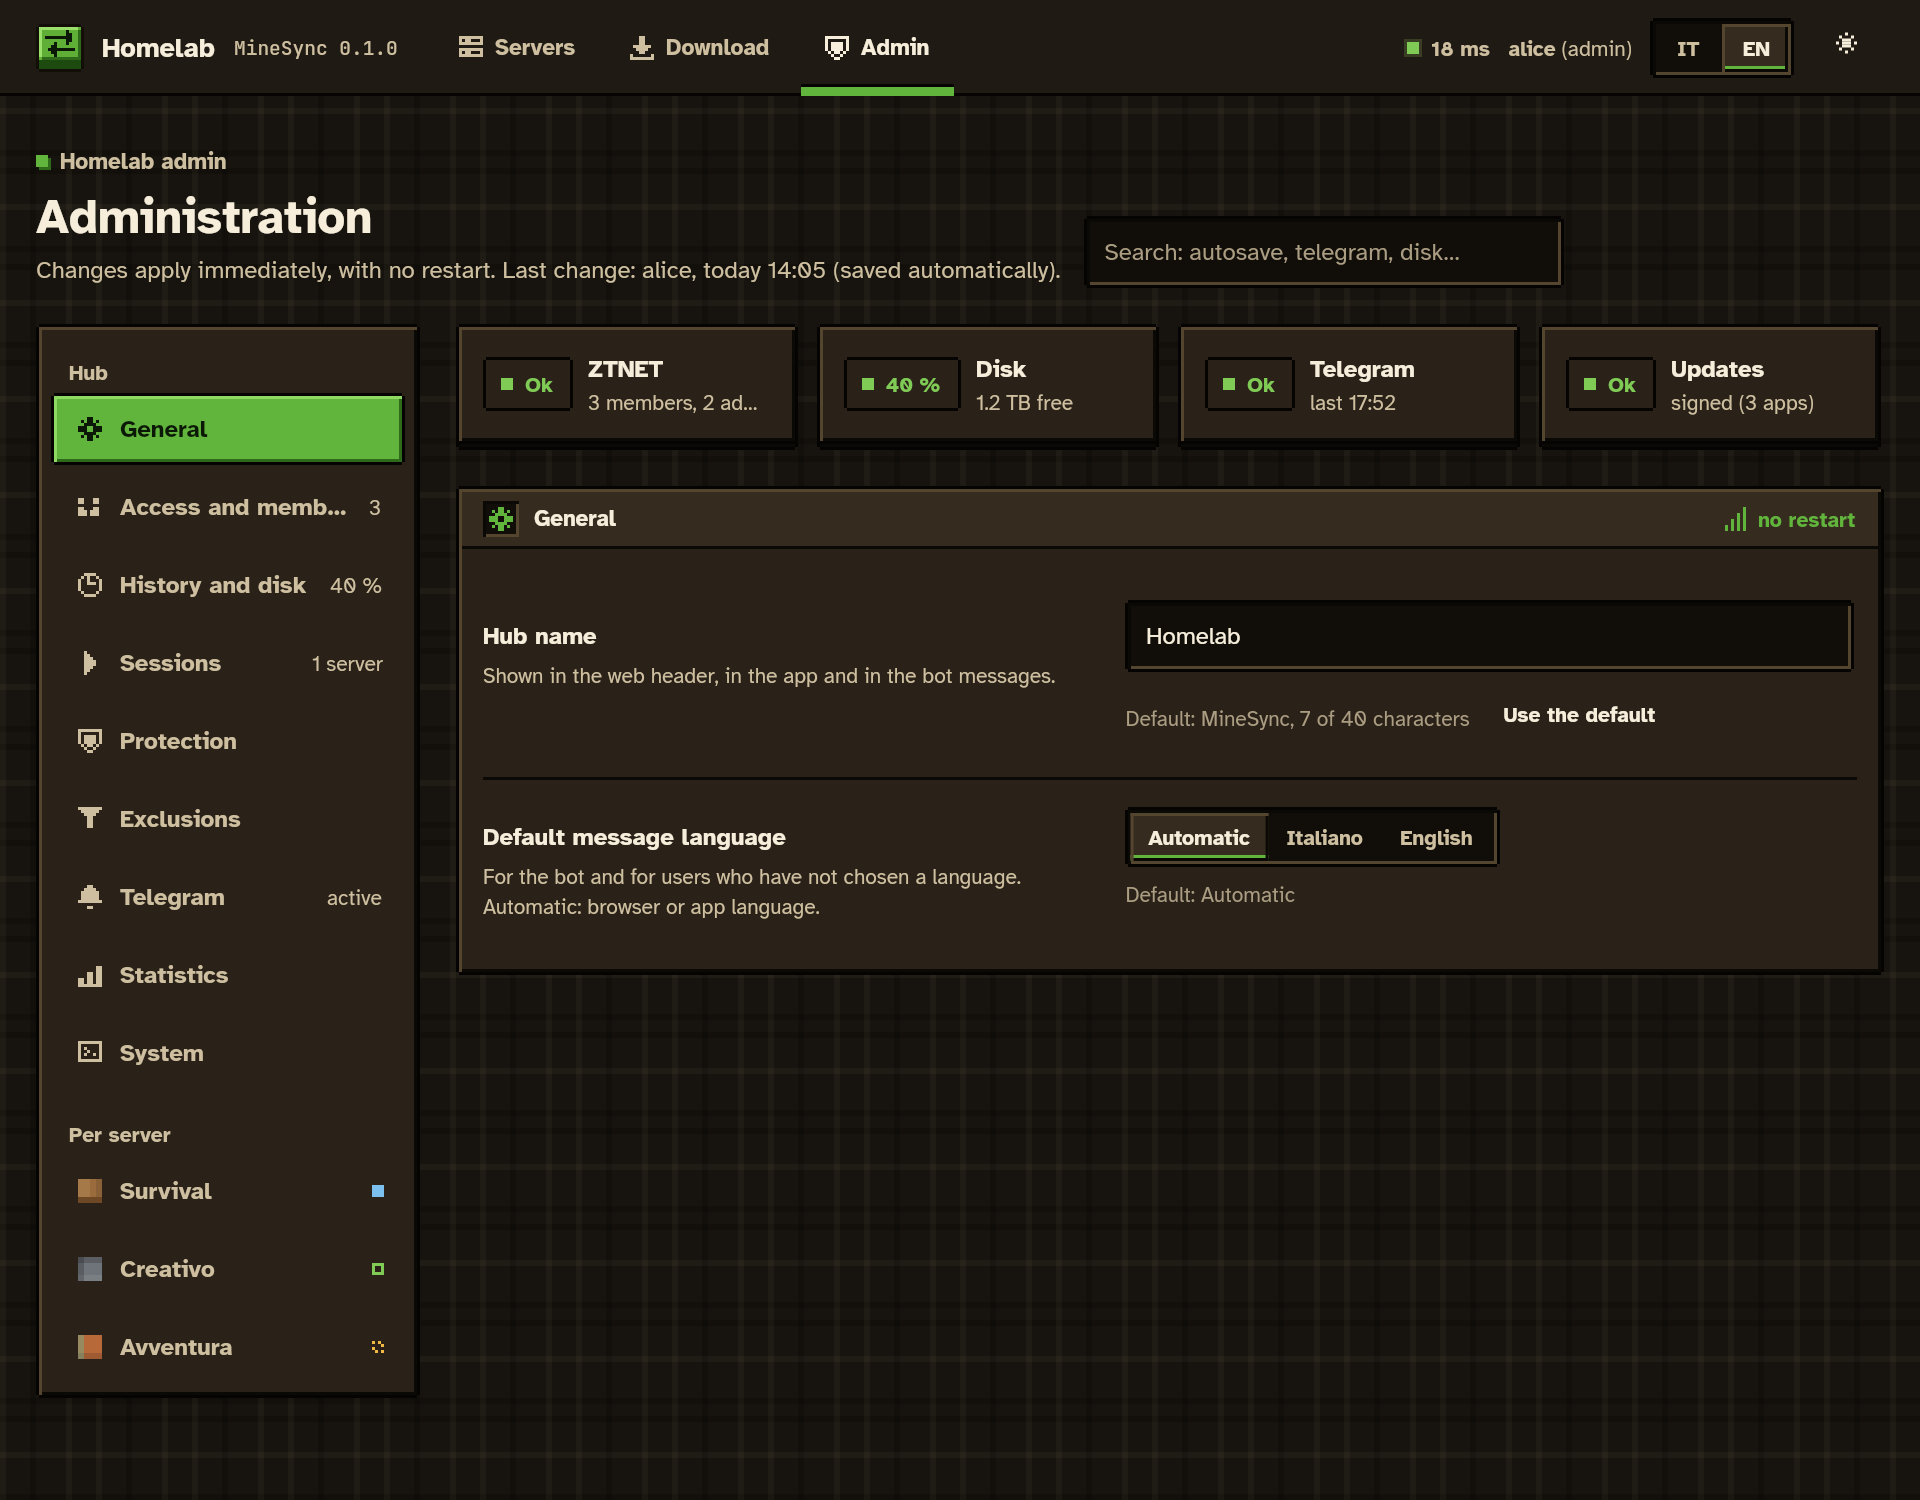 Homelab MineSync 0.1.0 Servers Download Admin 18 ms alice (admin) IT EN
Homelab admin
Administration
Changes apply immediately, with no restart. Last change: alice, today 14:05 (saved automatically).
Search: autosave, telegram, disk...
Hub
General
Access and memb... 3
History and disk 40 %
Sessions 1 server
Protection
Exclusions
Telegram active
Statistics
System
Per server
Survival
Creativo
Avventura
Ok ZTNET
3 members, 2 ad...
40 % Disk
1.2 TB free
Ok Telegram
last 17:52
Ok Updates
signed (3 apps)
General no restart
Hub name
Shown in the web header, in the app and in the bot messages.
Homelab
Default: MineSync, 7 of 40 characters Use the default
Default message language
For the bot and for users who have not chosen a language.
Automatic: browser or app language.
Automatic Italiano English
Default: Automatic